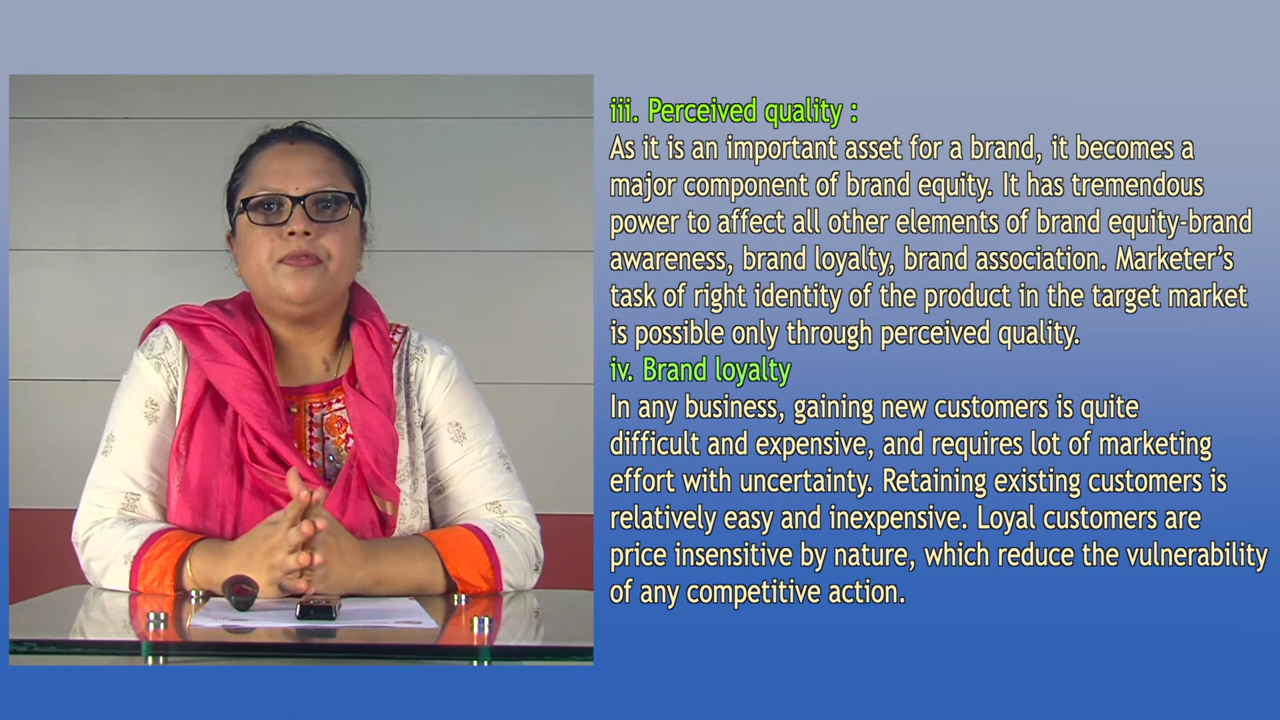 iii. Perceived quality :
As it is an important asset for a brand, it becomes a
major component of brand equity. It has tremendous
power to affect all other elements of brand equity-brand
awareness, brand loyalty, brand association. Marketer's
task of right identity of the product in the target market
is possible only through perceived quality.
iv. Brand loyalty
In any business, gaining new customers is quite
difficult and expensive, and requires lot of marketing
effort with uncertainty. Retaining existing customers is
relatively easy and inexpensive. Loyal customers are
price insensitive by nature, which reduce the vulnerability
of any competitive action.